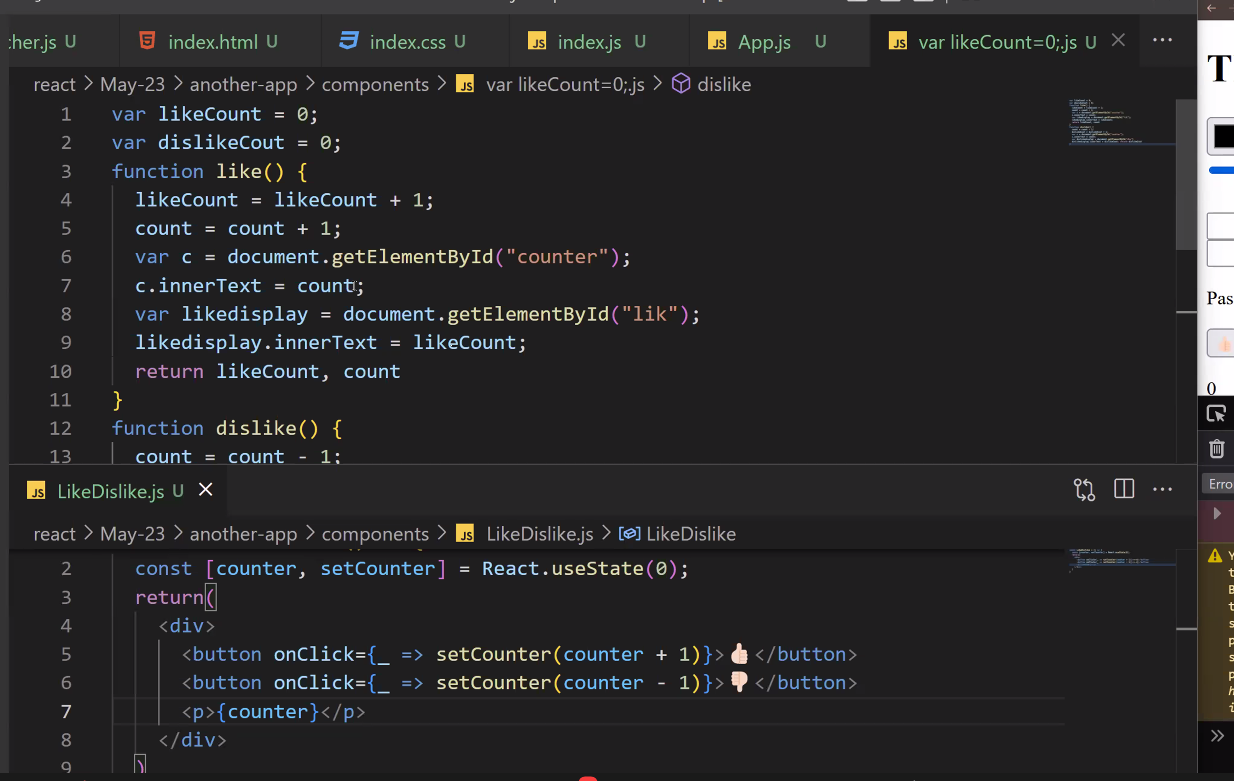 :her.js U index.html U index.css U index.js U App.js U var likeCount=0;.js U
react > May-23 > another-app > components > var likeCount=0;.js > dislike
1 var likeCount = 0;
2 var dislikeCout = 0;
3 function like() {
4 likeCount = likeCount + 1;
5 count = count + 1;
6 var c = document.getElementById("counter");
7 c.innerText = count;
8 var likedisplay = document.getElementById("lik");
9 likedisplay.innerText = likeCount;
10 return likeCount, count
11 }
12 function dislike() {
13 count = count - 1;
LikeDislike.js U
react > May-23 > another-app > components > LikeDislike.js > LikeDislike
2 const [counter, setCounter] = React.useState(0);
3 return(
4 <div>
5 <button onClick={_ => setCounter(counter + 1)}>👍🏻</button>
6 <button onClick={_ => setCounter(counter - 1)}>👎🏻</button>
7 <p>{counter}</p>
8 </div>
9 )
T
Pas
0
Erro